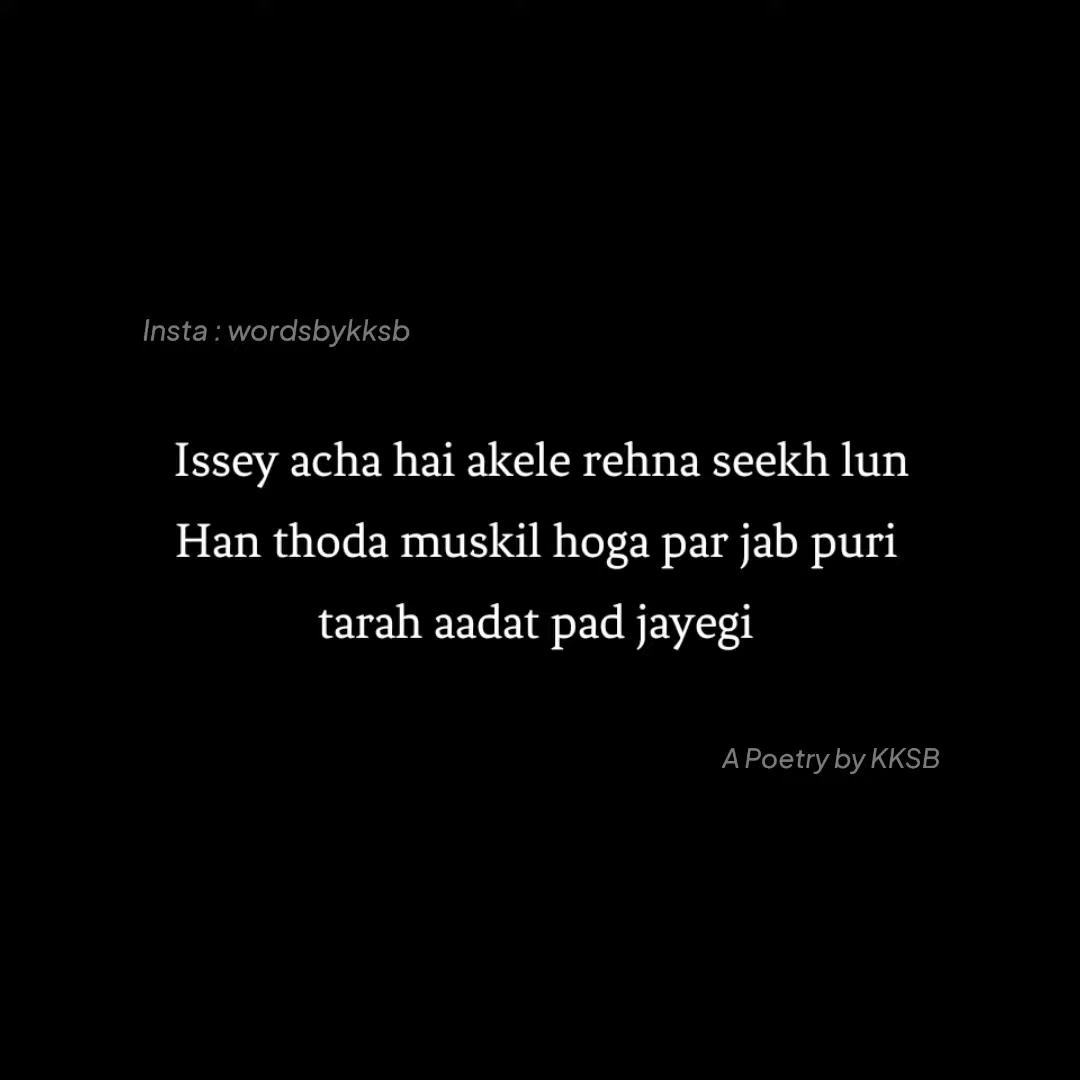 Insta : wordsbykksb
Issey acha hai akele rehna seekh lun
Han thoda muskil hoga par jab puri
tarah aadat pad jayegi
A Poetry by KKSB